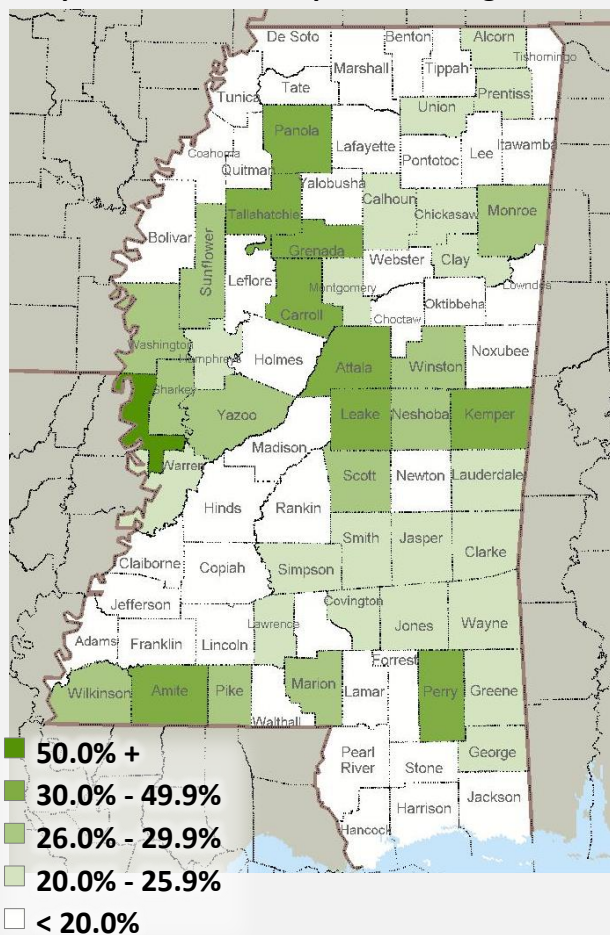 De Soto Benton Alcorn
Tishomingo
Marshall Tippah
Tate Prentiss
Tunica Union
Panola
Lafayette Itawamba
Coahoma Pontotoc Lee
Quitman
Yalobusha
Calhoun
Tallahatchie Chickasaw Monroe
Bolivar
Sunflower
Grenada
Leflore Webster Clay
Montgomery Lowndes
Carroll Choctaw Oktibbeha
Washington
Humphreys Holmes Attala Winston Noxubee
Sharkey
Yazoo Leake Neshoba Kemper
Warren Madison
Scott Newton Lauderdale
Hinds Rankin
Smith Jasper Clarke
Claiborne
Copiah Simpson
Jefferson Covington
Lawrence Jones Wayne
Adams Franklin Lincoln
Forrest
Wilkinson Amite Pike Marion Lamar Perry Greene
Walthall
Pearl
River Stone George
Harrison Jackson
Hancock
50.0% +
30.0% - 49.9%
26.0% - 29.9%
20.0% - 25.9%
< 20.0%